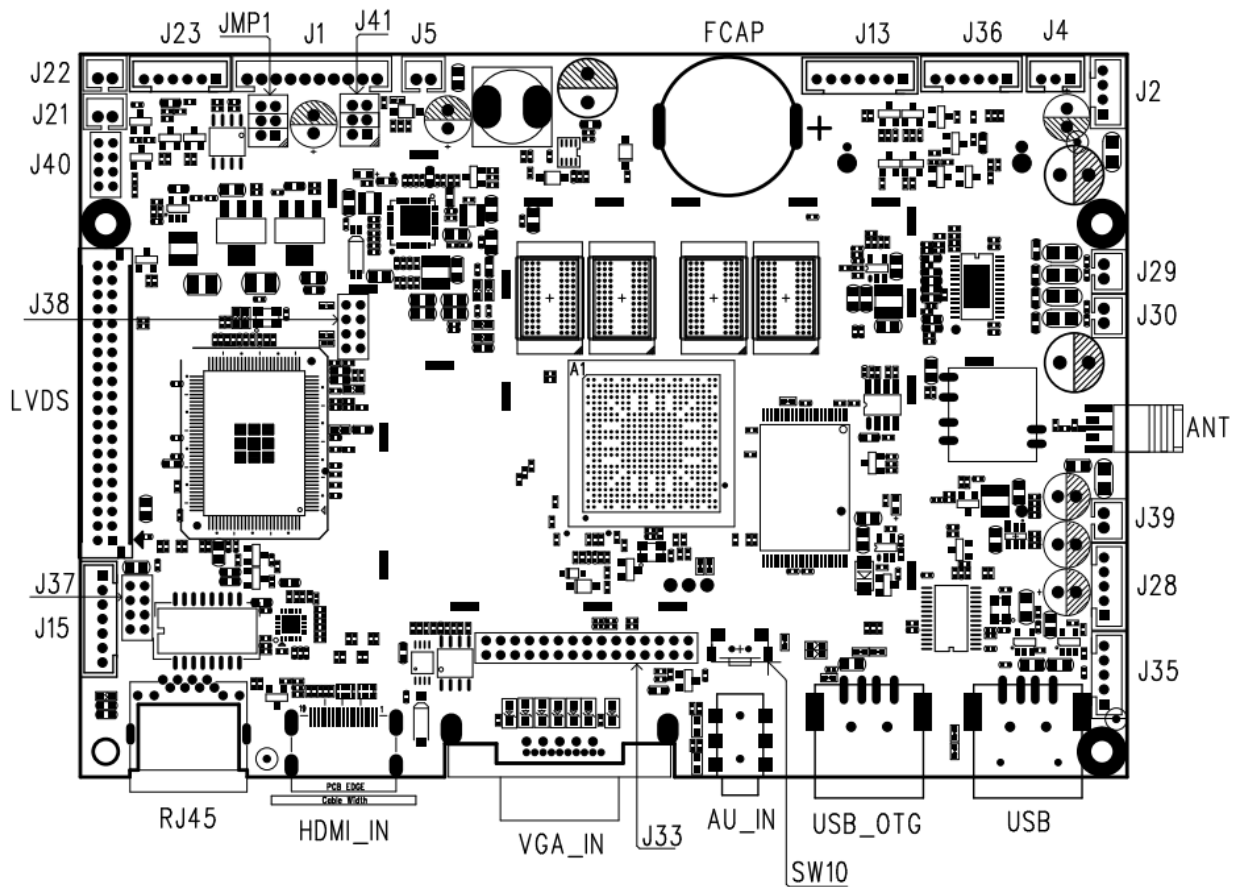 J23
JMP1
J1
J41
J5
FCAP
J13
J36
J4
J22
J2
J21
+
J40
J29
J38
J30
A1
LVDS
ANT
J39
J37
J28
J15
J35
19
1
PCB EDGE
Cable Width
RJ45
HDMI_IN
VGA_IN
J33
AU_IN
USB_OTG
USB
SW10